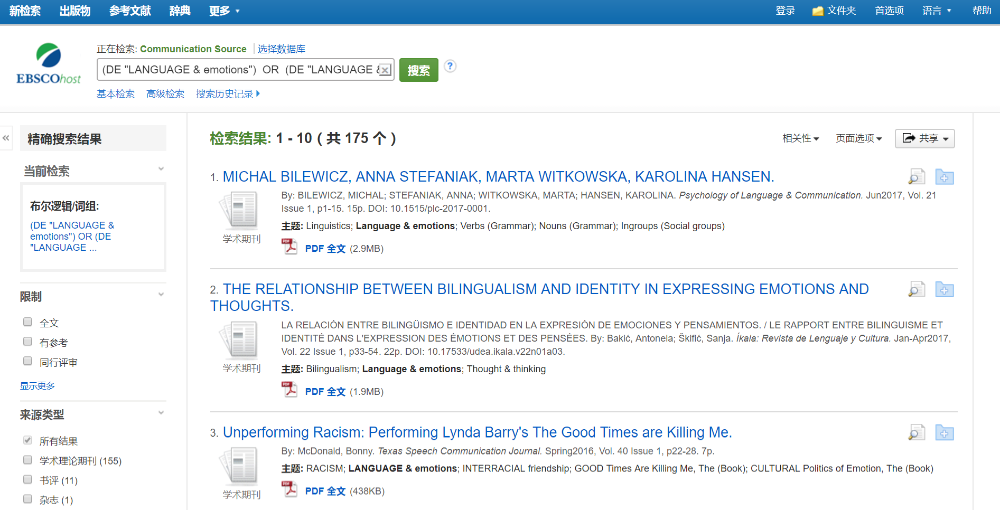 新检索 出版物 参考文献 辞典 更多 登录 文件夹 首选项 语言 帮助
EBSCOhost
正在检索: Communication Source 选择数据库
(DE "LANGUAGE & emotions") OR (DE "LANGUAGE
搜索
基本检索 高级检索 搜索历史记录
精确搜索结果
当前检索
布尔逻辑/词组:
(DE "LANGUAGE &
emotions") OR (DE
"LANGUAGE ...
限制
全文
有参考
同行评审
显示更多
来源类型
所有结果
学术理论期刊 (155)
书评 (11)
杂志 (1)
检索结果: 1 - 10 ( 共 175 个 )
相关性 页面选项 共享
1. MICHAL BILEWICZ, ANNA STEFANIAK, MARTA WITKOWSKA, KAROLINA HANSEN.
By: BILEWICZ, MICHAL; STEFANIAK, ANNA; WITKOWSKA, MARTA; HANSEN, KAROLINA. Psychology of Language & Communication. Jun2017, Vol. 21
Issue 1, p1-15. 15p. DOI: 10.1515/plc-2017-0001.
主题: Linguistics; Language & emotions; Verbs (Grammar); Nouns (Grammar); Ingroups (Social groups)
学术期刊
PDF 全文 (2.9MB)
2. THE RELATIONSHIP BETWEEN BILINGUALISM AND IDENTITY IN EXPRESSING EMOTIONS AND
THOUGHTS.
LA RELACIÓN ENTRE BILINGÜISMO E IDENTIDAD EN LA EXPRESIÓN DE EMOCIONES Y PENSAMIENTOS. / LE RAPPORT ENTRE BILINGUISME ET
IDENTITÉ DANS L'EXPRESSION DES ÉMOTIONS ET DES PENSÉES. By: Bakić, Antonela; Škifić, Sanja. Íkala: Revista de Lenguaje y Cultura. Jan-Apr2017,
Vol. 22 Issue 1, p33-54. 22p. DOI: 10.17533/udea.ikala.v22n01a03.
主题: Bilingualism; Language & emotions; Thought & thinking
学术期刊
PDF 全文 (1.9MB)
3. Unperforming Racism: Performing Lynda Barry's The Good Times are Killing Me.
By: McDonald, Bonny. Texas Speech Communication Journal. Spring2016, Vol. 40 Issue 1, p22-28. 7p.
主题: RACISM; LANGUAGE & emotions; INTERRACIAL friendship; GOOD Times Are Killing Me, The (Book); CULTURAL Politics of Emotion, The (Book)
学术期刊
PDF 全文 (438KB)